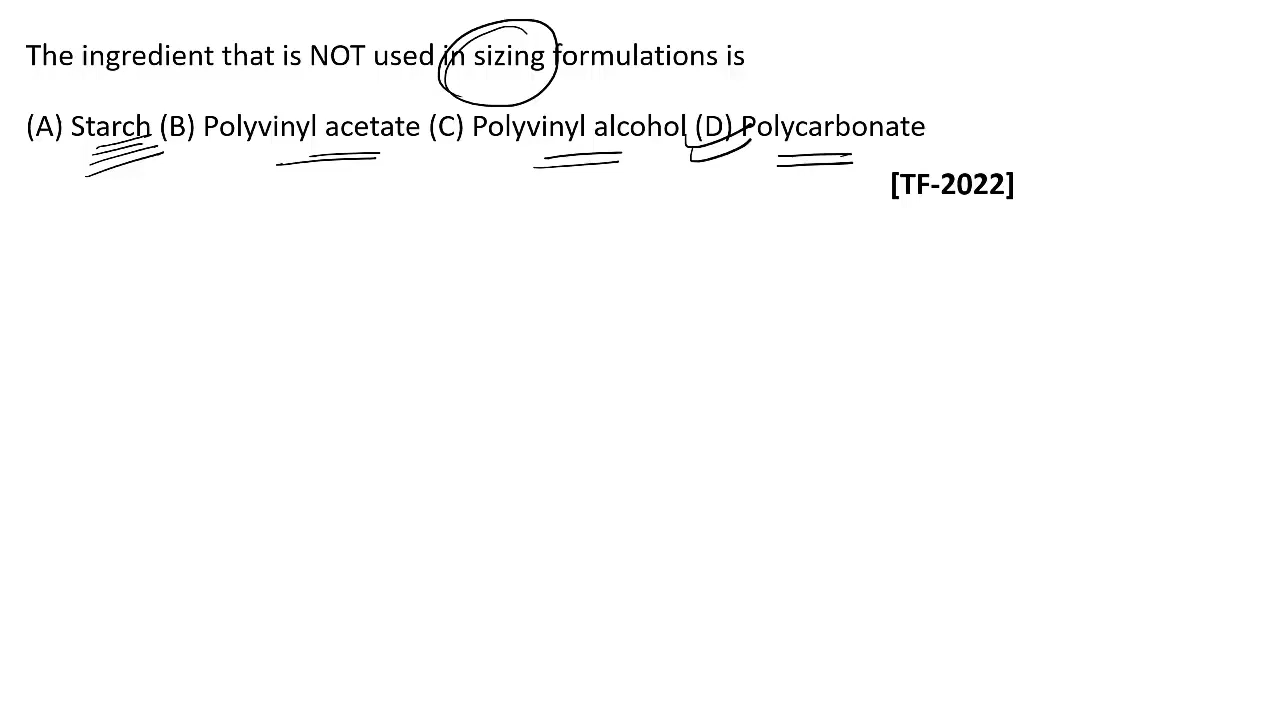 The ingredient that is NOT used in sizing formulations is
(A) Starch (B) Polyvinyl acetate (C) Polyvinyl alcohol (D) Polycarbonate
[TF-2022]